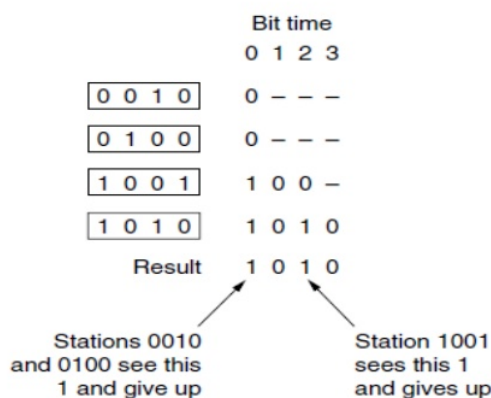 Bit time
0 1 2 3
0 0 1 0 0 – – –
0 1 0 0 0 – – –
1 0 0 1 1 0 0 –
1 0 1 0 1 0 1 0
Result 1 0 1 0
Stations 0010
and 0100 see this
1 and give up
Station 1001
sees this 1
and gives up